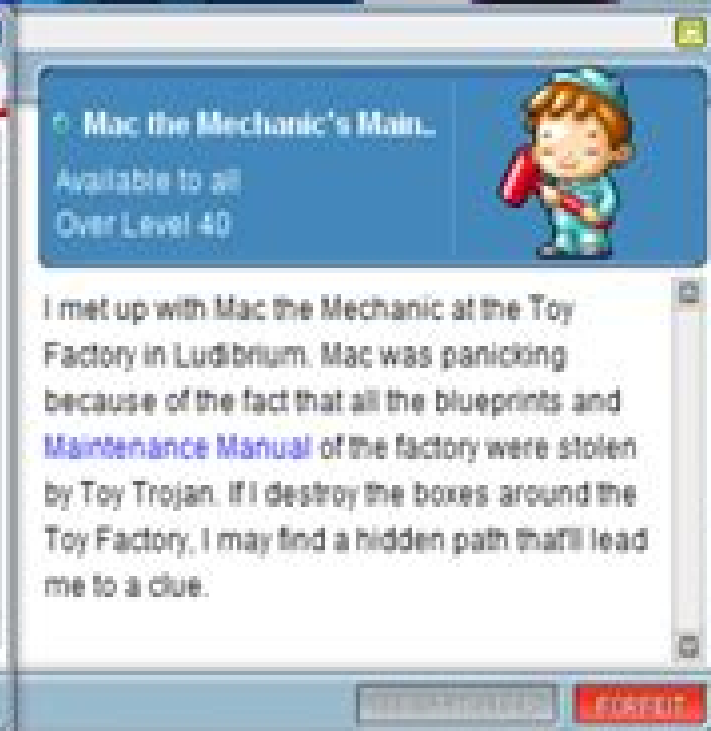 Mac the Mechanic's Main..
Available to all
Over Level 40
I met up with Mac the Mechanic at the Toy
Factory in Ludibrium. Mac was panicking
because of the fact that all the blueprints and
Maintenance Manual of the factory were stolen
by Toy Trojan. If I destroy the boxes around the
Toy Factory, I may find a hidden path that'll lead
me to a clue.
FORFEIT